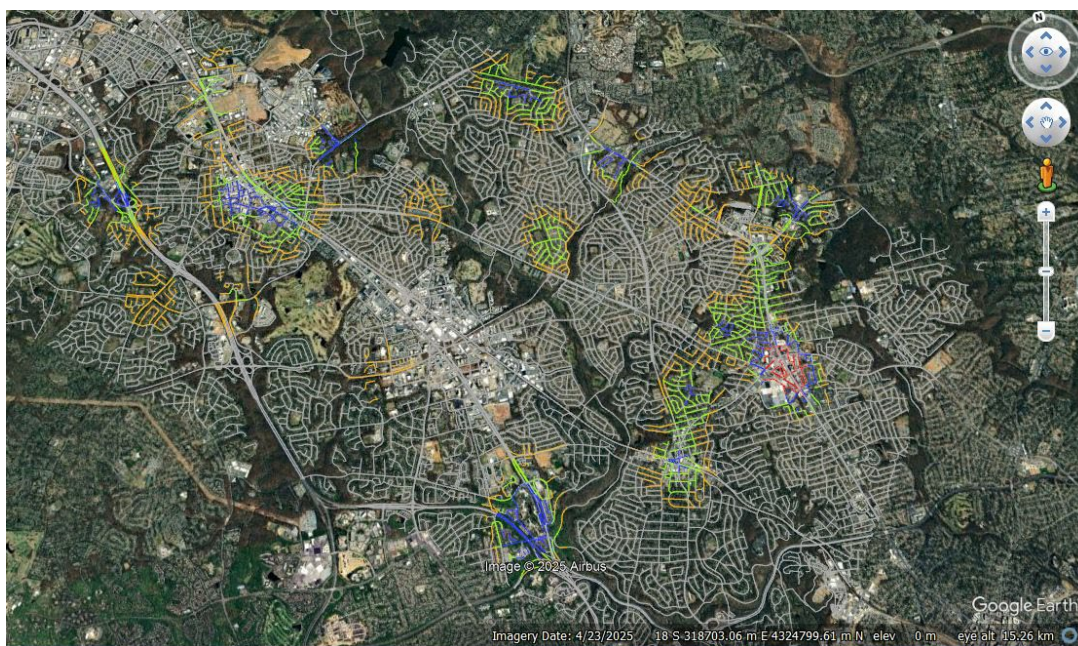 N
Image © 2025 Airbus
Google Earth
Imagery Date: 4/23/2025 18 S 318703.06 m E 4324799.61 m N elev 0 m eye alt 15.26 km